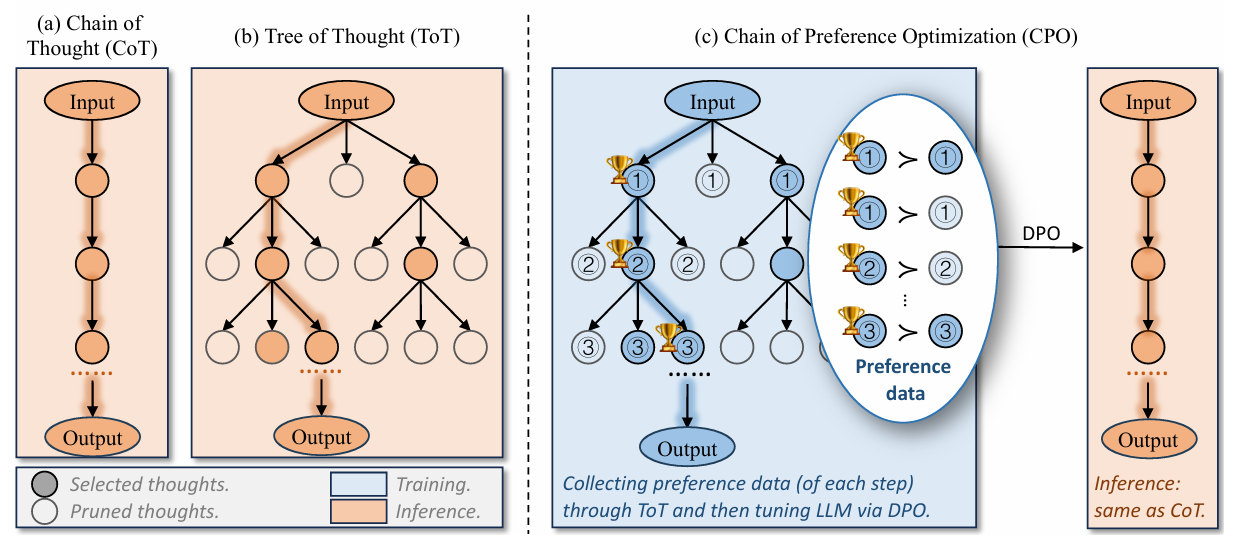 (a) Chain of
Thought (CoT)
(b) Tree of Thought (ToT)
(c) Chain of Preference Optimization (CPO)
Input
Output
Input
......
Output
Selected thoughts.
Pruned thoughts.
Training.
Inference.
Input
① ① ①
② ② ②
③ ③ ③
......
Output
Collecting preference data (of each step)
through ToT and then tuning LLM via DPO.
① ≻ ①
① ≻ ①
② ≻ ②
⋮
③ ≻ ③
Preference
data
DPO
Input
......
Output
Inference:
same as CoT.